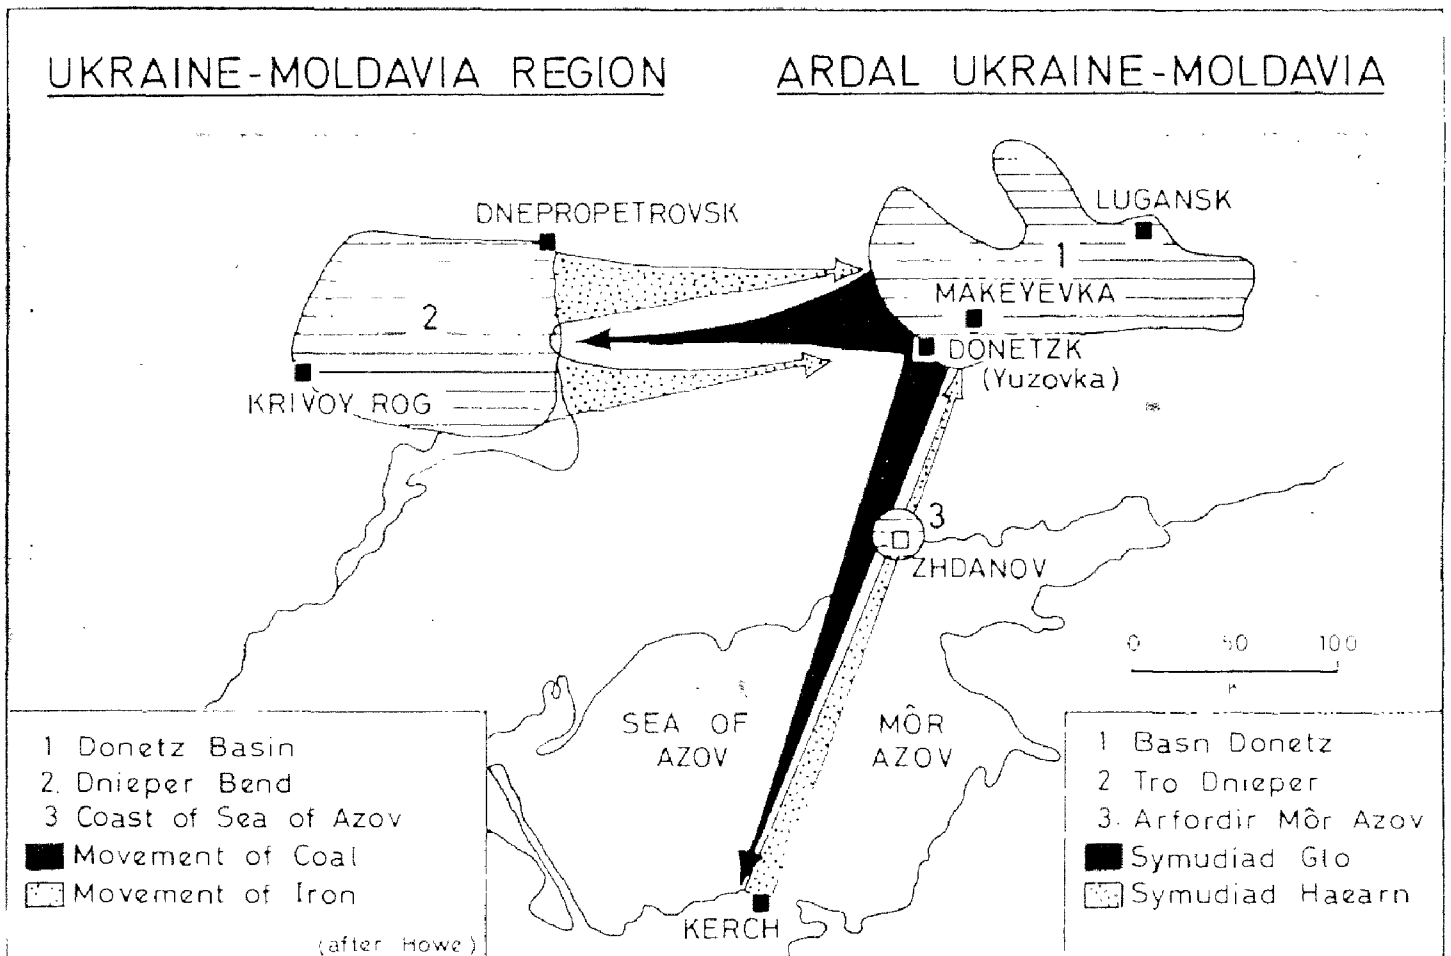 UKRAINE-MOLDAVIA REGION
ARDAL UKRAINE-MOLDAVIA
DNEPROPETROVSK
LUGANSK
1
MAKEYEVKA
2
DONETZK
(Yuzovka)
KRIVOY ROG
3
ZHDANOV
0 50 100
K
SEA OF
AZOV
MÔR
AZOV
KERCH
1 Donetz Basin
2. Dnieper Bend
3 Coast of Sea of Azov
Movement of Coal
Movement of Iron
(after Howe)
1 Basn Donetz
2 Tro Dnieper
3. Arfordir Môr Azov
Symudiad Glo
Symudiad Haearn